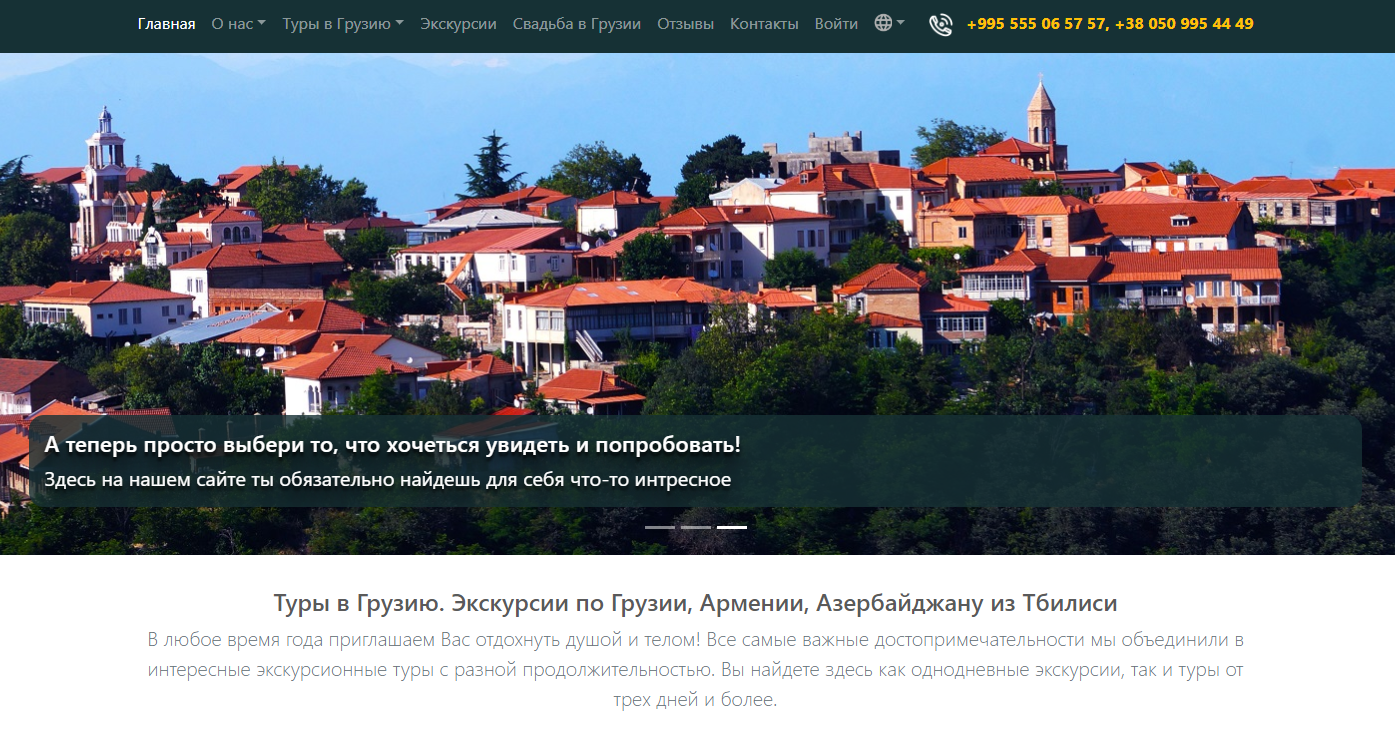 Главная О нас Туры в Грузию Экскурсии Свадьба в Грузии Отзывы Контакты Войти +995 555 06 57 57, +38 050 995 44 49
А теперь просто выбери то, что хочеться увидеть и попробовать!
Здесь на нашем сайте ты обязательно найдешь для себя что-то интресное
Туры в Грузию. Экскурсии по Грузии, Армении, Азербайджану из Тбилиси
В любое время года приглашаем Вас отдохнуть душой и телом! Все самые важные достопримечательности мы объединили в
интересные экскурсионные туры с разной продолжительностью. Вы найдете здесь как однодневные экскурсии, так и туры от
трех дней и более.